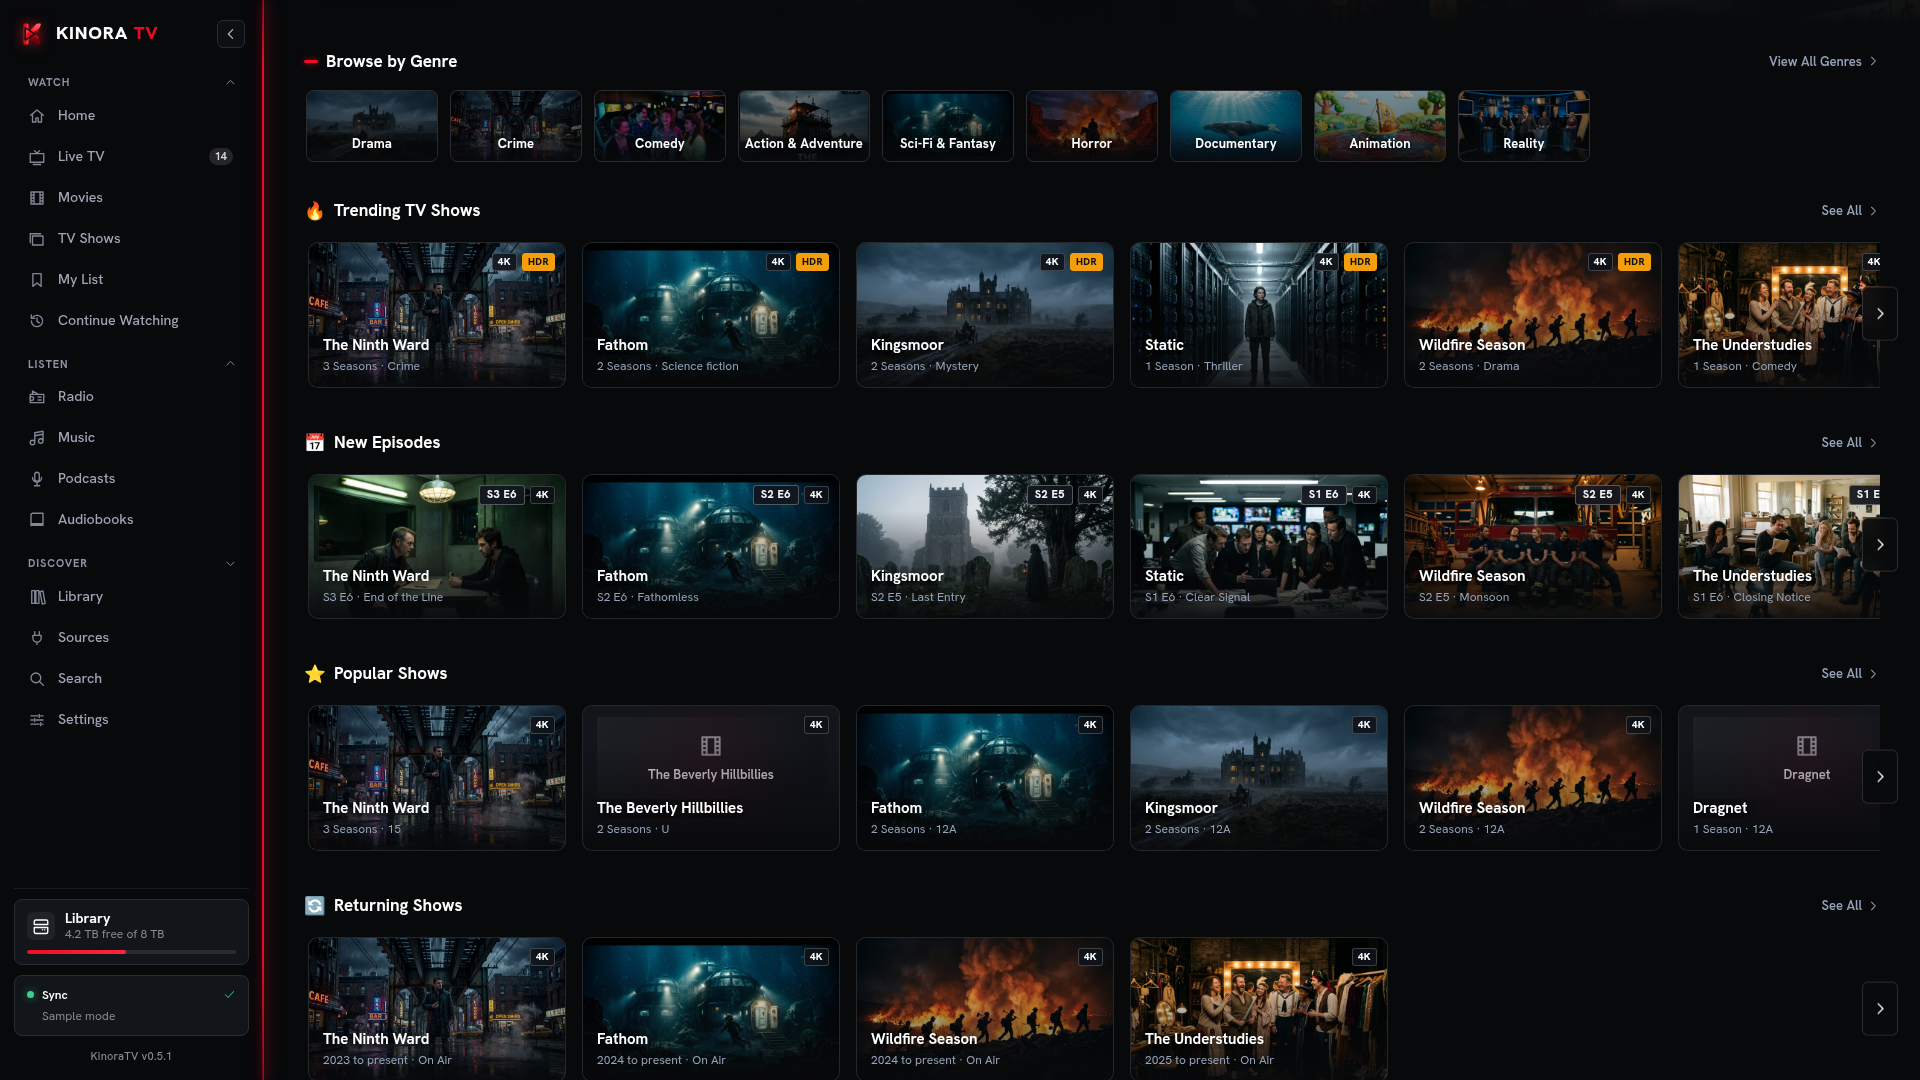 KINORA TV
WATCH
Home
Live TV 14
Movies
TV Shows
My List
Continue Watching
LISTEN
Radio
Music
Podcasts
Audiobooks
DISCOVER
Library
Sources
Search
Settings
Library
4.2 TB free of 8 TB
Sync
Sample mode
KinoraTV v0.5.1
Browse by Genre
View All Genres
Drama
Crime
Comedy
Action & Adventure
Sci-Fi & Fantasy
Horror
Documentary
Animation
Reality
Trending TV Shows
See All
4K HDR
CAFE
BAR
OPEN 24HRS
The Ninth Ward
3 Seasons · Crime
4K HDR
Fathom
2 Seasons · Science fiction
4K HDR
Kingsmoor
2 Seasons · Mystery
4K HDR
Static
1 Season · Thriller
4K HDR
Wildfire Season
2 Seasons · Drama
4K
The Understudies
1 Season · Comedy
17
New Episodes
See All
S3 E6 4K
The Ninth Ward
S3 E6 · End of the Line
S2 E6 4K
Fathom
S2 E6 · Fathomless
S2 E5 4K
Kingsmoor
S2 E5 · Last Entry
S1 E6 4K
Static
S1 E6 · Clear Signal
S2 E5 4K
Wildfire Season
S2 E5 · Monsoon
S1 E
The Understudies
S1 E6 · Closing Notice
Popular Shows
See All
4K
CAFE
BAR
The Ninth Ward
3 Seasons · 15
4K
The Beverly Hillbillies
The Beverly Hillbillies
2 Seasons · U
4K
Fathom
2 Seasons · 12A
4K
Kingsmoor
2 Seasons · 12A
4K
Wildfire Season
2 Seasons · 12A
Dragnet
Dragnet
1 Season · 12A
Returning Shows
See All
4K
CAFE
BAR
The Ninth Ward
2023 to present · On Air
4K
Fathom
2024 to present · On Air
4K
Wildfire Season
2024 to present · On Air
4K
The Understudies
2025 to present · On Air